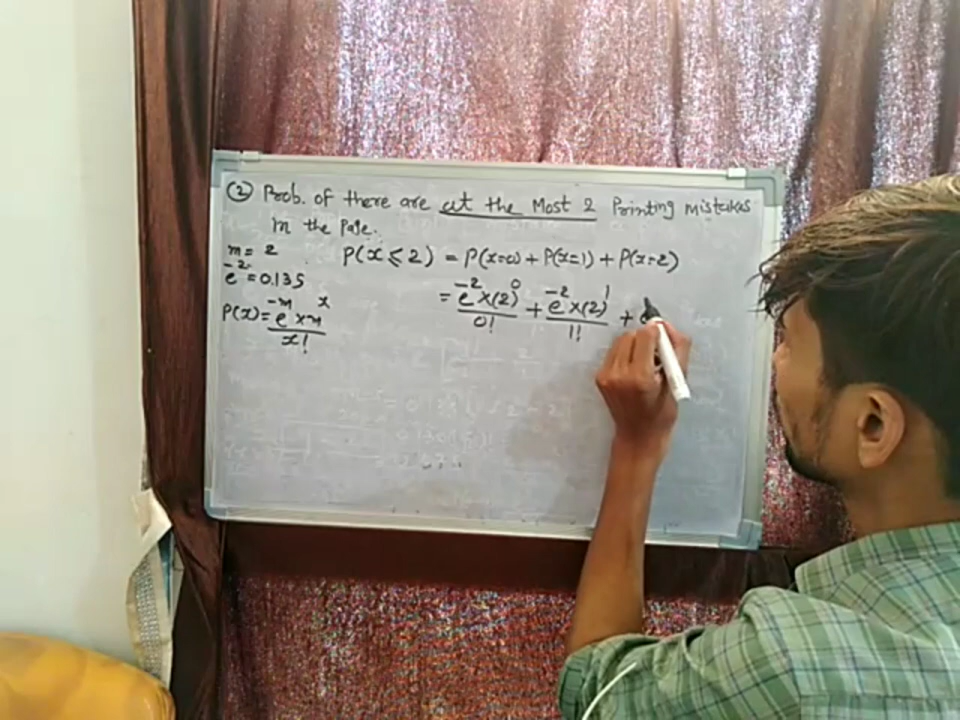 (2) Prob. of there are at the Most 2 Printing mistakes
in the Page.
m = 2
e^-2 = 0.135
P(x) = e^-m x m^x / x!
P(x ⩽ 2) = P(x=0) + P(x=1) + P(x=2)
= e^-2 x (2)^0 / 0! + e^-2 x (2)^1 / 1! +